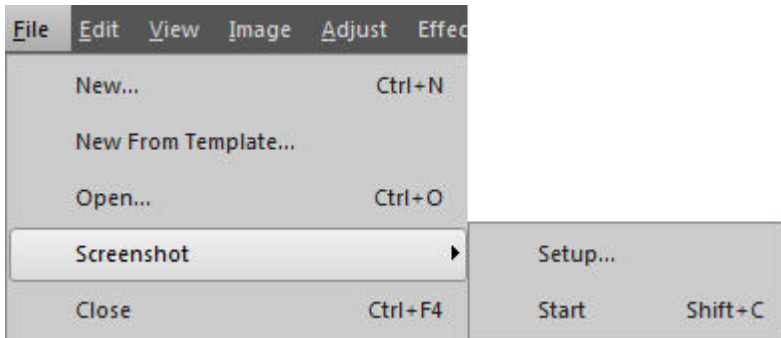 File Edit View Image Adjust Effec
New... Ctrl+N
New From Template...
Open... Ctrl+O
Screenshot
Setup...
Close Ctrl+F4
Start Shift+C